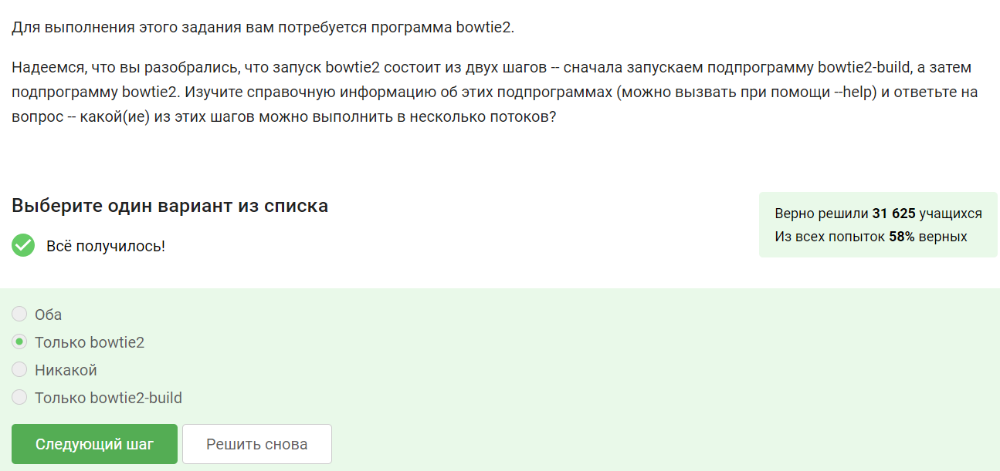 Для выполнения этого задания вам потребуется программа bowtie2.
Надеемся, что вы разобрались, что запуск bowtie2 состоит из двух шагов -- сначала запускаем подпрограмму bowtie2-build, а затем
подпрограмму bowtie2. Изучите справочную информацию об этих подпрограммах (можно вызвать при помощи --help) и ответьте на
вопрос -- какой(ие) из этих шагов можно выполнить в несколько потоков?
Выберите один вариант из списка
Верно решили 31 625 учащихся
Из всех попыток 58% верных
Всё получилось!
Оба
Только bowtie2
Никакой
Только bowtie2-build
Следующий шаг
Решить снова